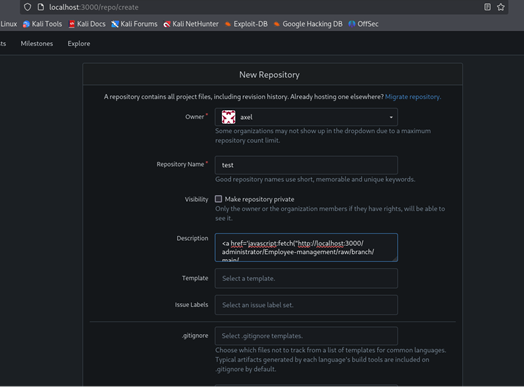 localhost:3000/repo/create
Linux Kali Tools Kali Docs Kali Forums Kali NetHunter Exploit-DB Google Hacking DB OffSec
ts Milestones Explore
New Repository
A repository contains all project files, including revision history. Already hosting one elsewhere? Migrate repository.
Owner *
axel
Some organizations may not show up in the dropdown due to a maximum
repository count limit.
Repository Name *
test
Good repository names use short, memorable and unique keywords.
Visibility
Make repository private
Only the owner or the organization members if they have rights, will be able to
see it.
Description
<a href='javascript:fetch("http://localhost:3000/
administrator/Employee-management/raw/branch/
main/
Template
Select a template.
Issue Labels
Select an issue label set.
.gitignore
Select .gitignore templates.
Choose which files not to track from a list of templates for common languages.
Typical artifacts generated by each language's build tools are included on
.gitignore by default.